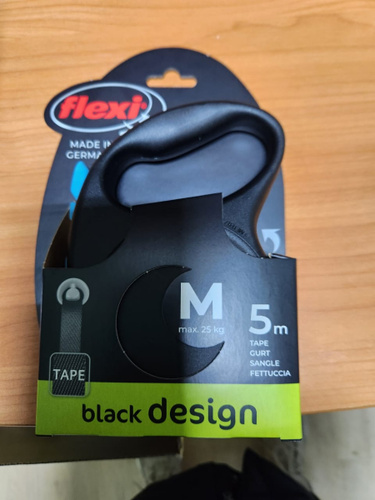 flexi
MADE IN
GERMA
M
max. 25 kg
5m
TAPE
GURT
SANGLE
FETTUCCIA
TAPE
black design